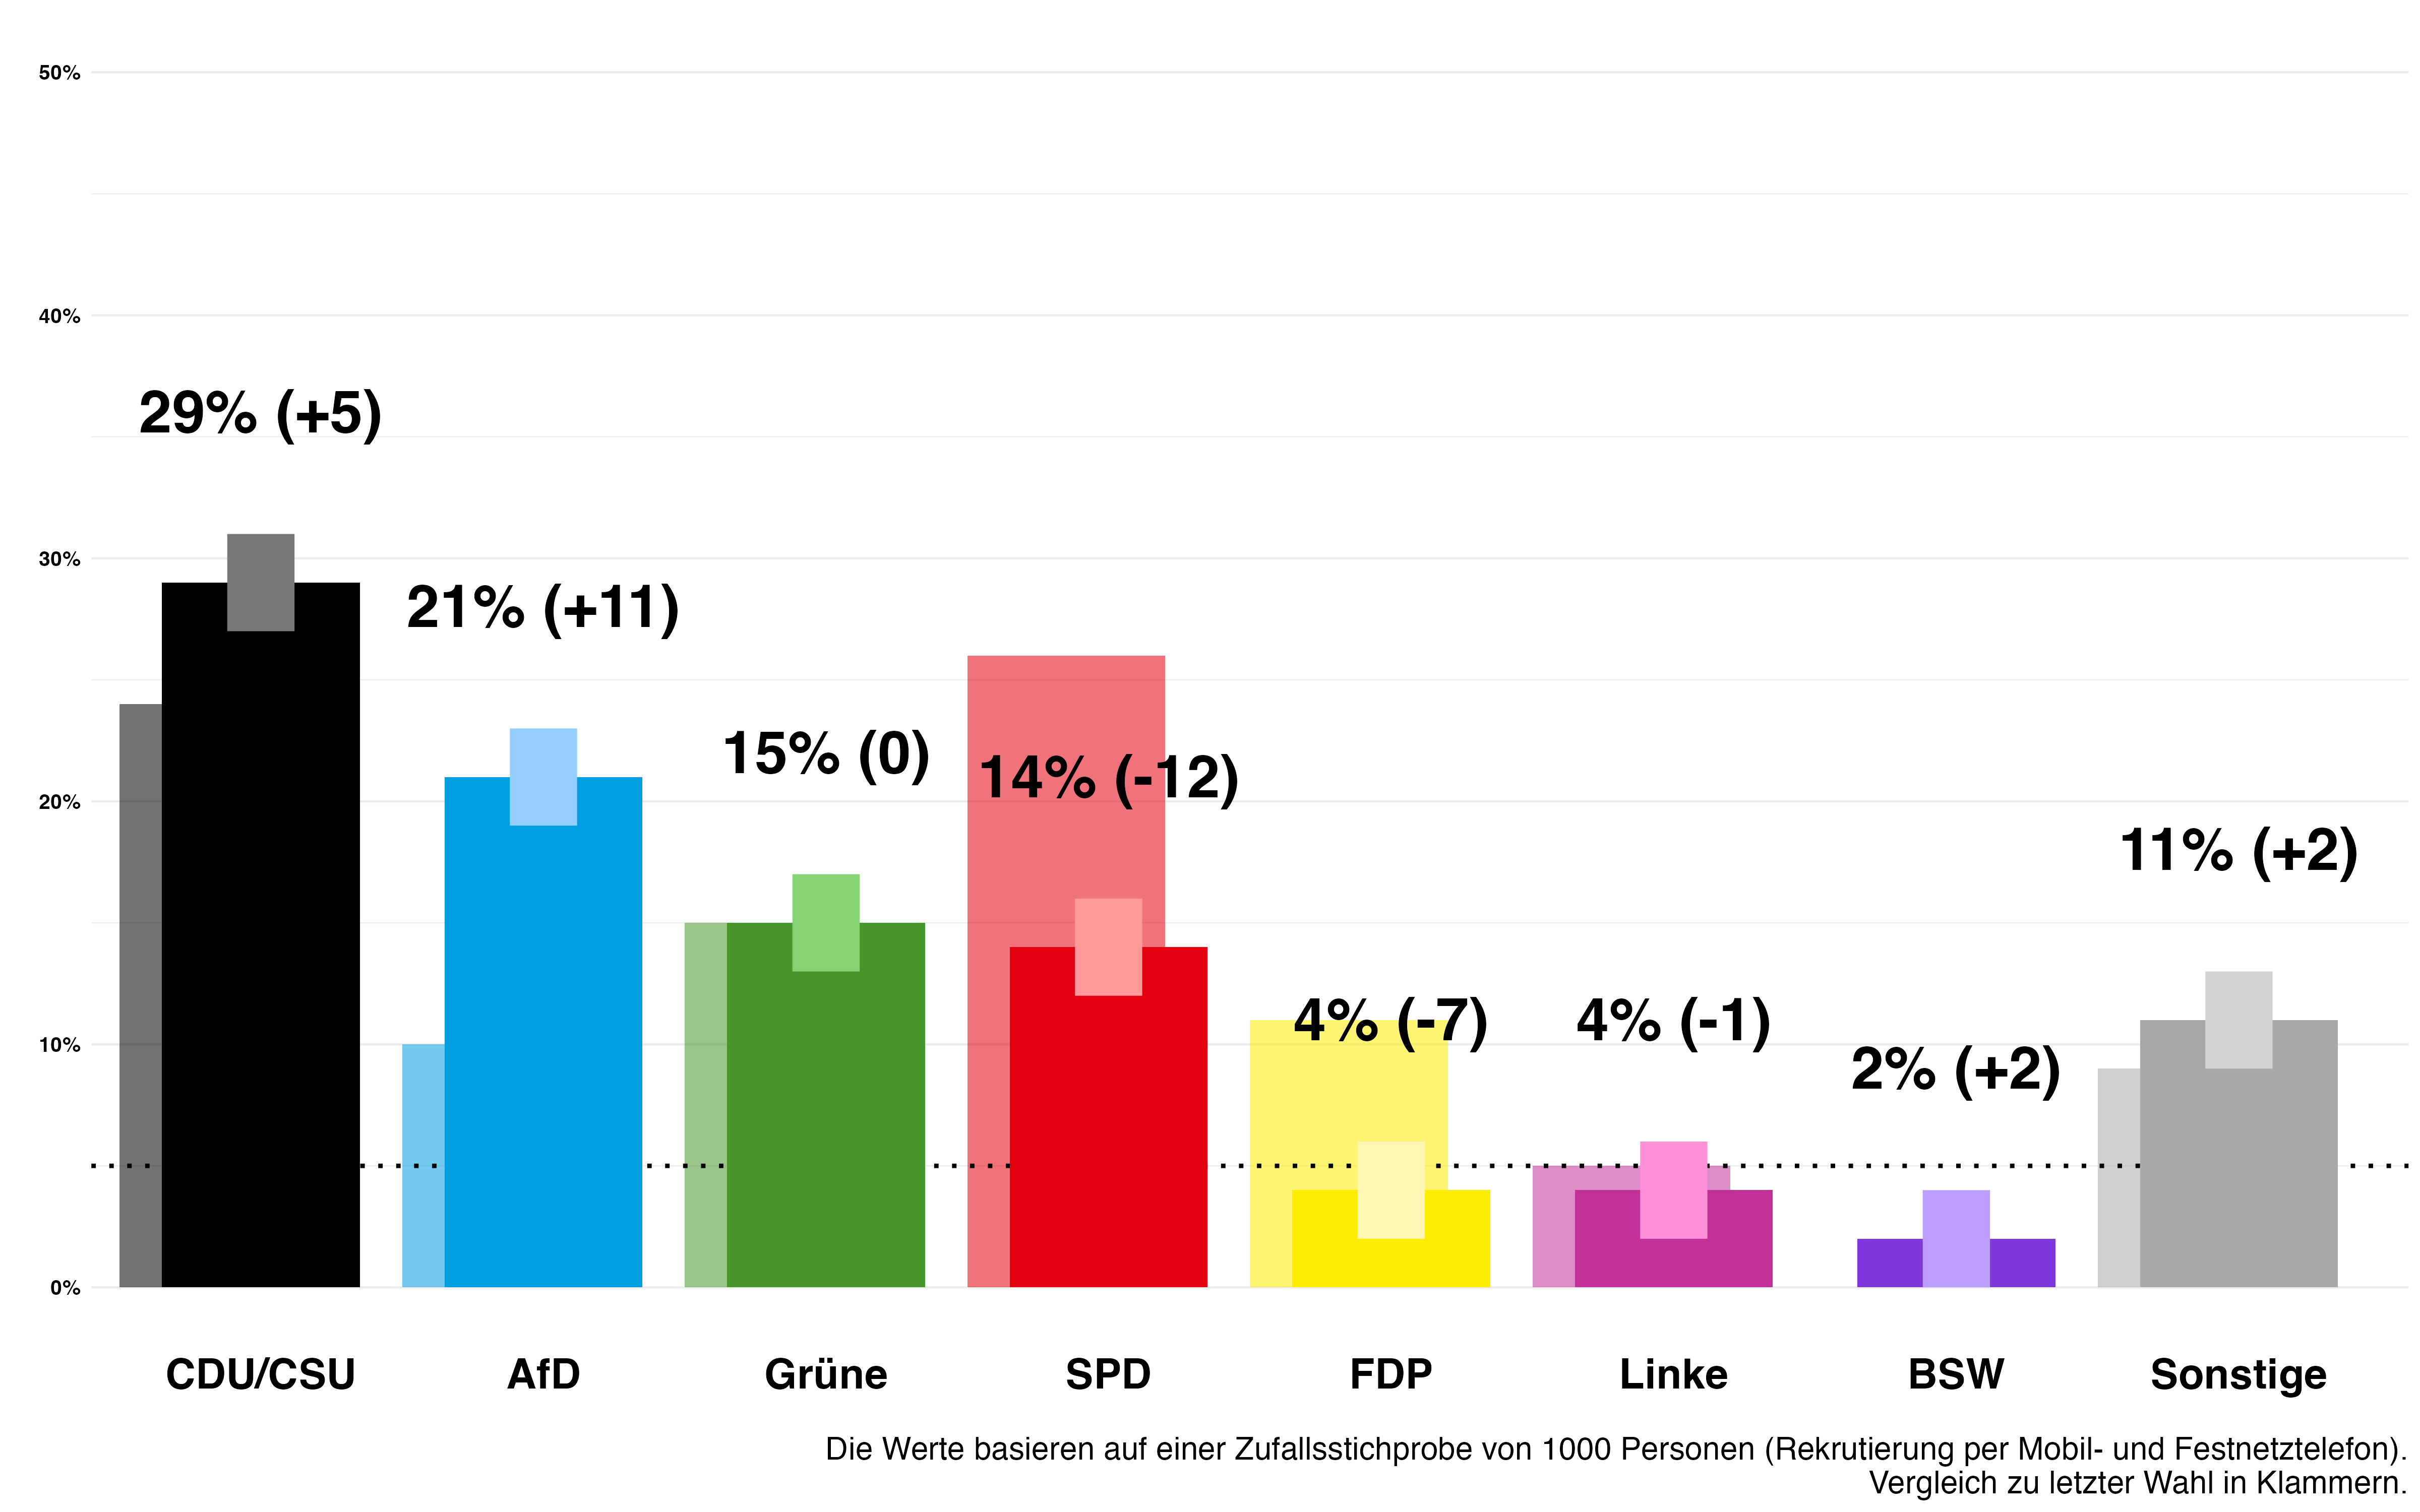 50%
40%
29% (+5)
30%
21% (+11)
15% (0)
14% (-12)
20%
11% (+2)
4% (-7)
4% (-1)
10%
2% (+2)
0%
CDU/CSU
AfD
Grüne
SPD
FDP
Linke
BSW
Sonstige
Die Werte basieren auf einer Zufallsstichprobe von 1000 Personen (Rekrutierung per Mobil- und Festnetztelefon).
Vergleich zu letzter Wahl in Klammern.